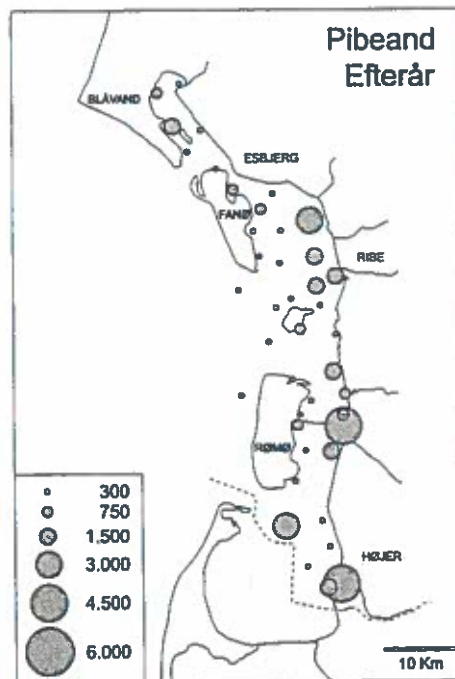 Pibeand
Efterår
BLÅVAND
ESBJERG
FANØ
RIBE
RØMØ
HØJER
300
750
1.500
3.000
4.500
6.000
10 Km